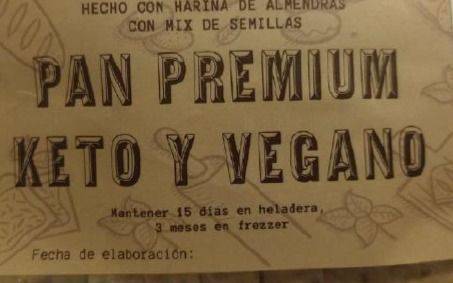 HECHO CON HARINA DE ALMENDRAS
CON MIX DE SEMILLAS
PAN PREMIUM
KETO Y VEGANO
Mantener 15 días en heladera,
3 meses en frezzer
Fecha de elaboración: